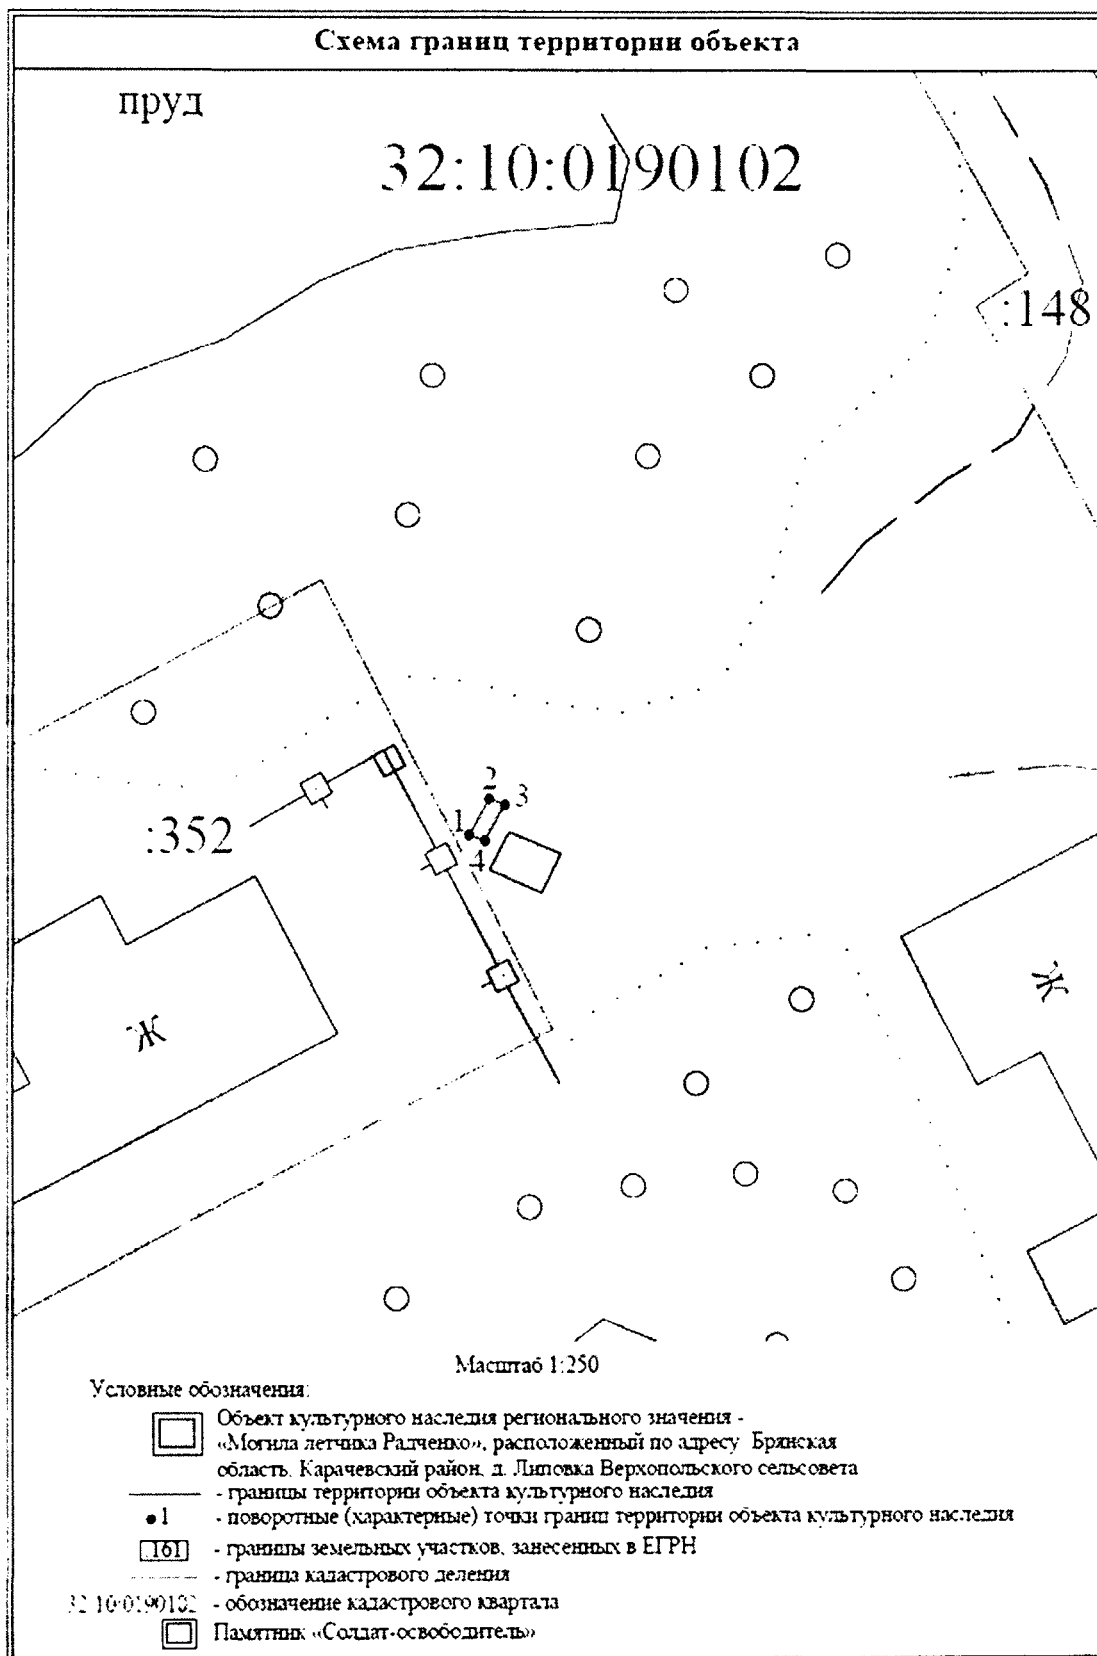 Схема границ территории объекта
пруд
32:10:0190102
:148
2
3
1
:352
4
Ж
Ж
Масштаб 1:250
Условные обозначения:
Объект культурного наследия регионального значения -
«Могила летчика Радченко», расположенный по адресу Брянская
область, Карачевский район, д. Липовка Верхопольского сельсовета
- границы территории объекта культурного наследия
1 - поворотные (характерные) точки границ территории объекта культурного наследия
:161 - границы земельных участков, занесенных в ЕГРН
- граница кадастрового деления
32:10:0190102 - обозначение кадастрового квартала
Памятник «Солдат-освободитель»